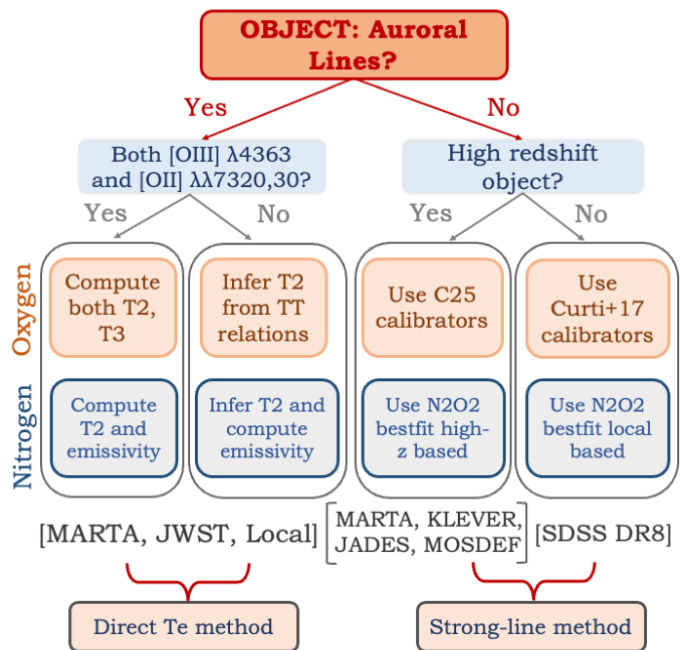 OBJECT: Auroral
Lines?
Yes
No
Both [OIII] λ4363
and [OII] λλ7320,30?
High redshift
object?
Yes
No
Yes
No
Oxygen
Compute
both T2,
T3
Infer T2
from TT
relations
Use C25
calibrators
Use
Curti+17
calibrators
Nitrogen
Compute
T2 and
emissivity
Infer T2 and
compute
emissivity
Use N2O2
bestfit high-
z based
Use N2O2
bestfit local
based
[MARTA, JWST, Local]
[MARTA, KLEVER,
JADES, MOSDEF]
[SDSS DR8]
Direct Te method
Strong-line method